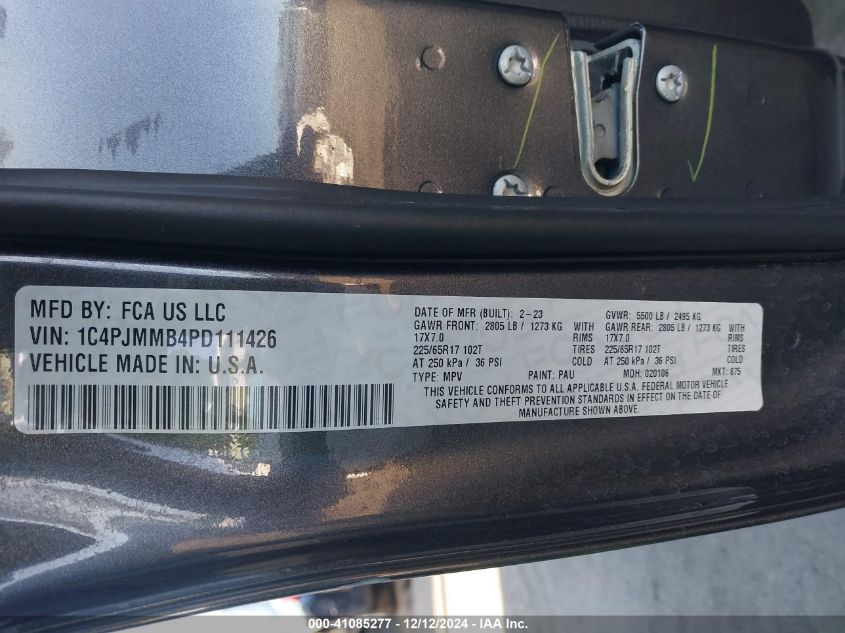 MFD BY: FCA US LLC
VIN: 1C4PJMMB4PD111426
VEHICLE MADE IN: U.S.A.
DATE OF MFR (BUILT): 2-23 GVWR: 5500 LB / 2495 KG
GAWR FRONT: 2805 LB / 1273 KG WITH GAWR REAR: 2805 LB / 1273 KG WITH
17X7.0 RIMS 17X7.0 RIMS
225/65R17 102T TIRES 225/65R17 102T TIRES
AT 250 kPa / 36 PSI COLD AT 250 kPa / 36 PSI COLD
TYPE: MPV PAINT: PAU MDH: 020106 MKT: 875
THIS VEHICLE CONFORMS TO ALL APPLICABLE U.S.A. FEDERAL MOTOR VEHICLE
SAFETY AND THEFT PREVENTION STANDARDS IN EFFECT ON THE DATE OF
MANUFACTURE SHOWN ABOVE.
000-41085277 - 12/12/2024 - IAAI, Inc.